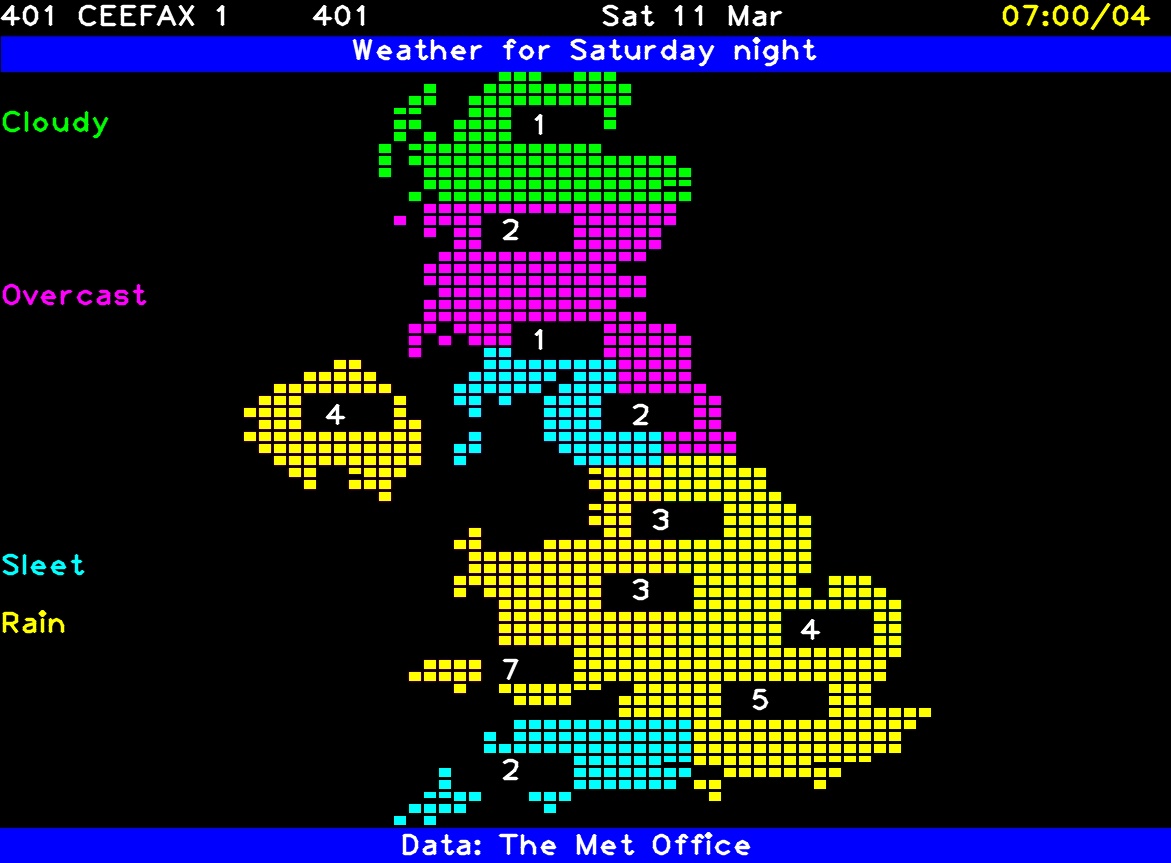 401 CEEFAX 1 401 Sat 11 Mar 07:00/04
Weather for Saturday night
Cloudy
1
2
Overcast
1
4
2
3
Sleet
3
Rain
4
7
5
2
Data: The Met Office